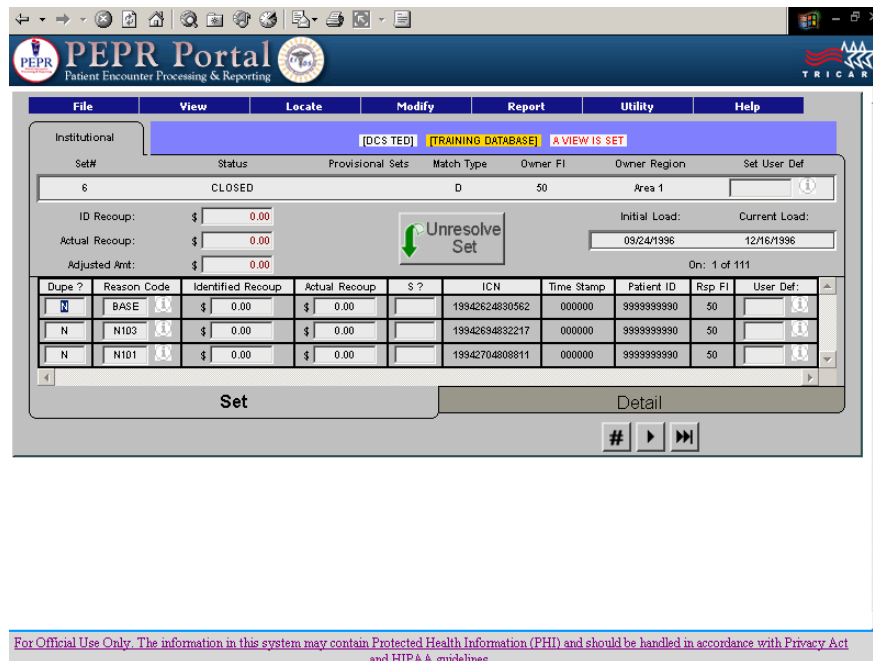 PEPR
PEPR Portal
Patient Encounter Processing & Reporting
TRICAR
File View Locate Modify Report Utility Help
Institutional
[DCS TED] [TRAINING DATABASE] A VIEW IS SET
Set# Status Provisional Sets Match Type Owner FI Owner Region Set User Def
6 CLOSED D 50 Area 1
ID Recoup: $ 0.00
Actual Recoup: $ 0.00
Adjusted Amt: $ 0.00
Unresolve
Set
Initial Load: Current Load:
09/24/1996 12/16/1996
On: 1 of 111
Dupe ? Reason Code Identified Recoup Actual Recoup S ? ICN Time Stamp Patient ID Rsp FI User Def:
N BASE $ 0.00 $ 0.00 19942624830562 000000 9999999990 50
N N103 $ 0.00 $ 0.00 19942694832217 000000 9999999990 50
N N101 $ 0.00 $ 0.00 19942704808811 000000 9999999990 50
Set Detail
#
For Official Use Only. The information in this system may contain Protected Health Information (PHI) and should be handled in accordance with Privacy Act
and HIPAA guidelines